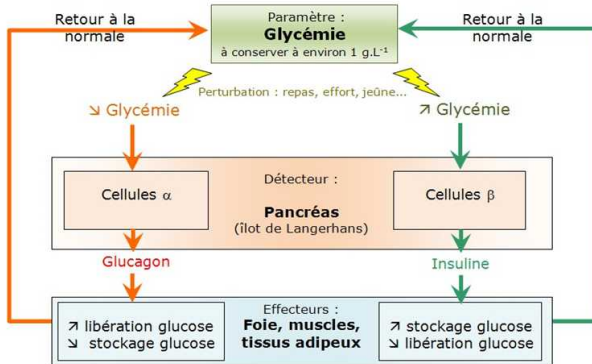 Retour à la
normale
Paramètre :
Glycémie
à conserver à environ 1 g.L⁻¹
Retour à la
normale
Perturbation : repas, effort, jeûne...
↘ Glycémie
↗ Glycémie
Cellules α
Détecteur :
Pancréas
(îlot de Langerhans)
Cellules β
Glucagon
Insuline
↗ libération glucose
↘ stockage glucose
Effecteurs :
Foie, muscles,
tissus adipeux
↗ stockage glucose
↘ libération glucose